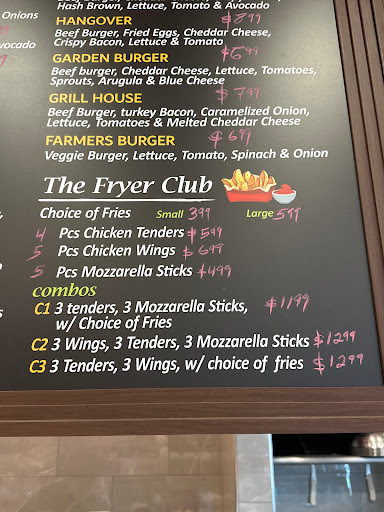 Hash Brown, Lettuce, Tomato & Avocado
Onions
HANGOVER $899
Beef Burger, Fried Eggs, Cheddar Cheese,
Crispy Bacon, Lettuce & Tomato
GARDEN BURGER $599
Beef burger, Cheddar Cheese, Lettuce, Tomatoes,
Sprouts, Arugula & Blue Cheese
GRILL HOUSE $799
Beef Burger, turkey Bacon, Caramelized Onion,
Lettuce, Tomatoes & Melted Cheddar Cheese
FARMERS BURGER $699
Veggie Burger, Lettuce, Tomato, Spinach & Onion
The Fryer Club
Choice of Fries Small 399 Large 599
4 Pcs Chicken Tenders $599
5 Pcs Chicken Wings $699
5 Pcs Mozzarella Sticks $499
combos
C1 3 tenders, 3 Mozzarella Sticks, $1199
w/ Choice of Fries
C2 3 Wings, 3 Tenders, 3 Mozzarella Sticks $1299
C3 3 Tenders, 3 Wings, w/ choice of fries $1299